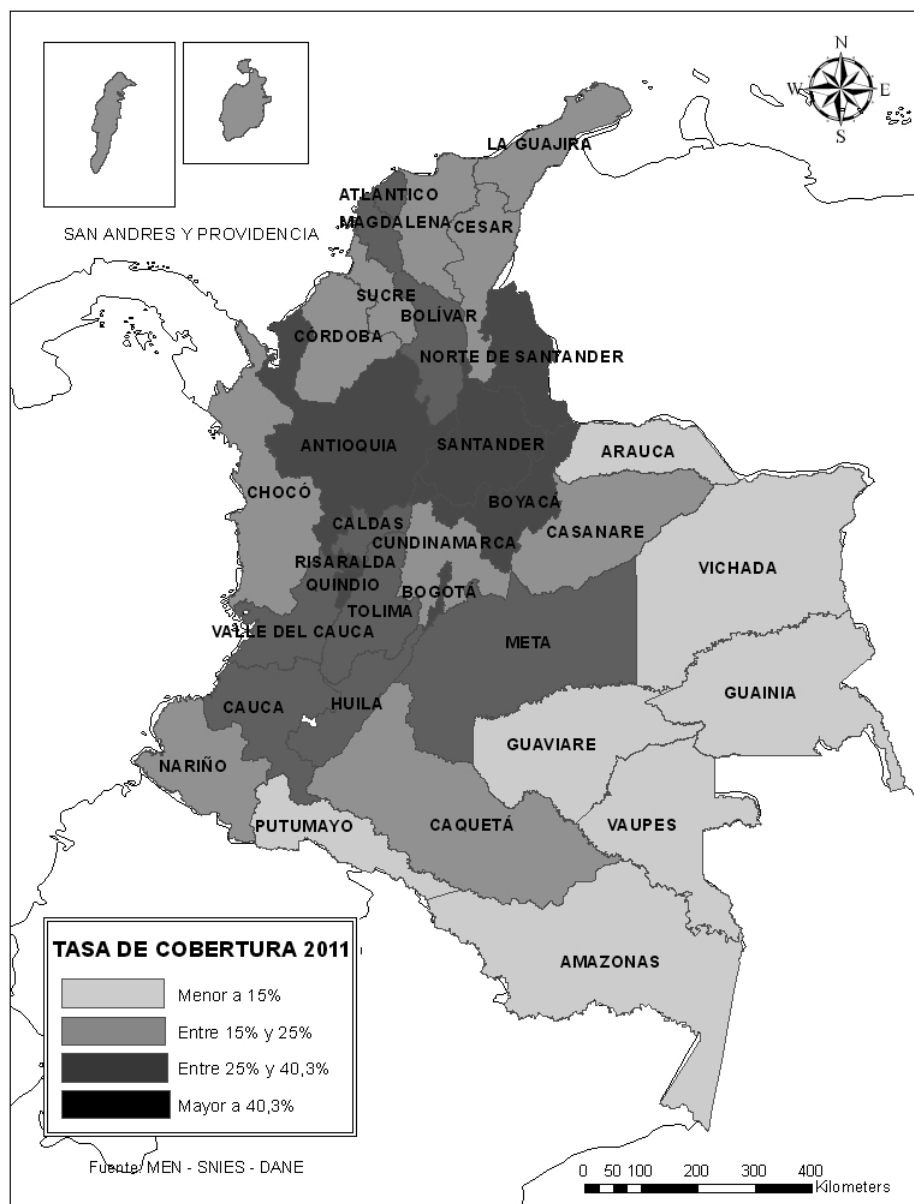 N
W E
S
SAN ANDRES Y PROVIDENCIA
LA GUAJIRA
ATLANTICO
MAGDALENA
CESAR
SUCRE
BOLÍVAR
CÓRDOBA
NORTE DE SANTANDER
ANTIOQUIA
SANTANDER
ARAUCA
CHOCÓ
BOYACÁ
CALDAS
CASANARE
CUNDINAMARCA
RISARALDA
VICHADA
QUINDIO
BOGOTÁ
TOLIMA
VALLE DEL CAUCA
META
GUAINIA
CAUCA
HUILA
GUAVIARE
NARIÑO
PUTUMAYO
CAQUETÁ
VAUPES
AMAZONAS
TASA DE COBERTURA 2011
Menor a 15%
Entre 15% y 25%
Entre 25% y 40,3%
Mayor a 40,3%
Fuente: MEN - SNIES - DANE
0 50 100 200 300 400
Kilometers